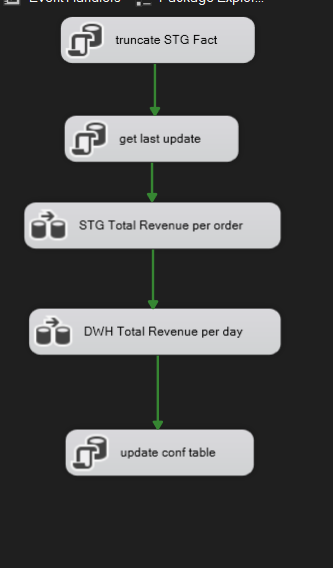 Event Handlers Package Explor...
truncate STG Fact
get last update
STG Total Revenue per order
DWH Total Revenue per day
update conf table